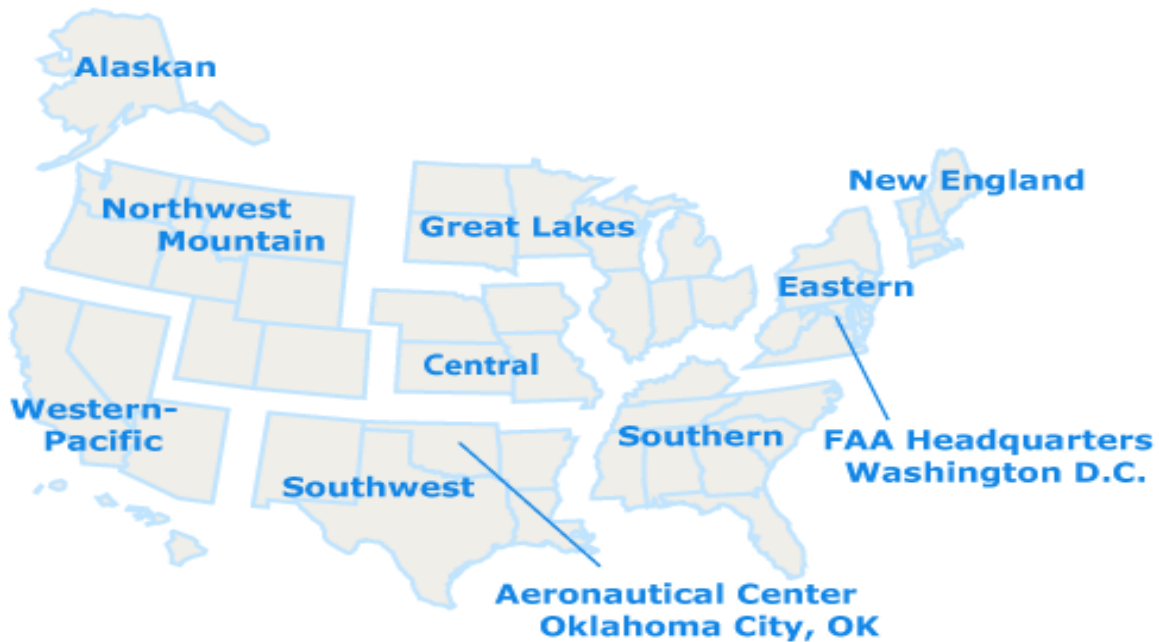 Alaskan
New England
Northwest
Mountain
Great Lakes
Eastern
Central
Western-
Pacific
Southern
FAA Headquarters
Washington D.C.
Southwest
Aeronautical Center
Oklahoma City, OK